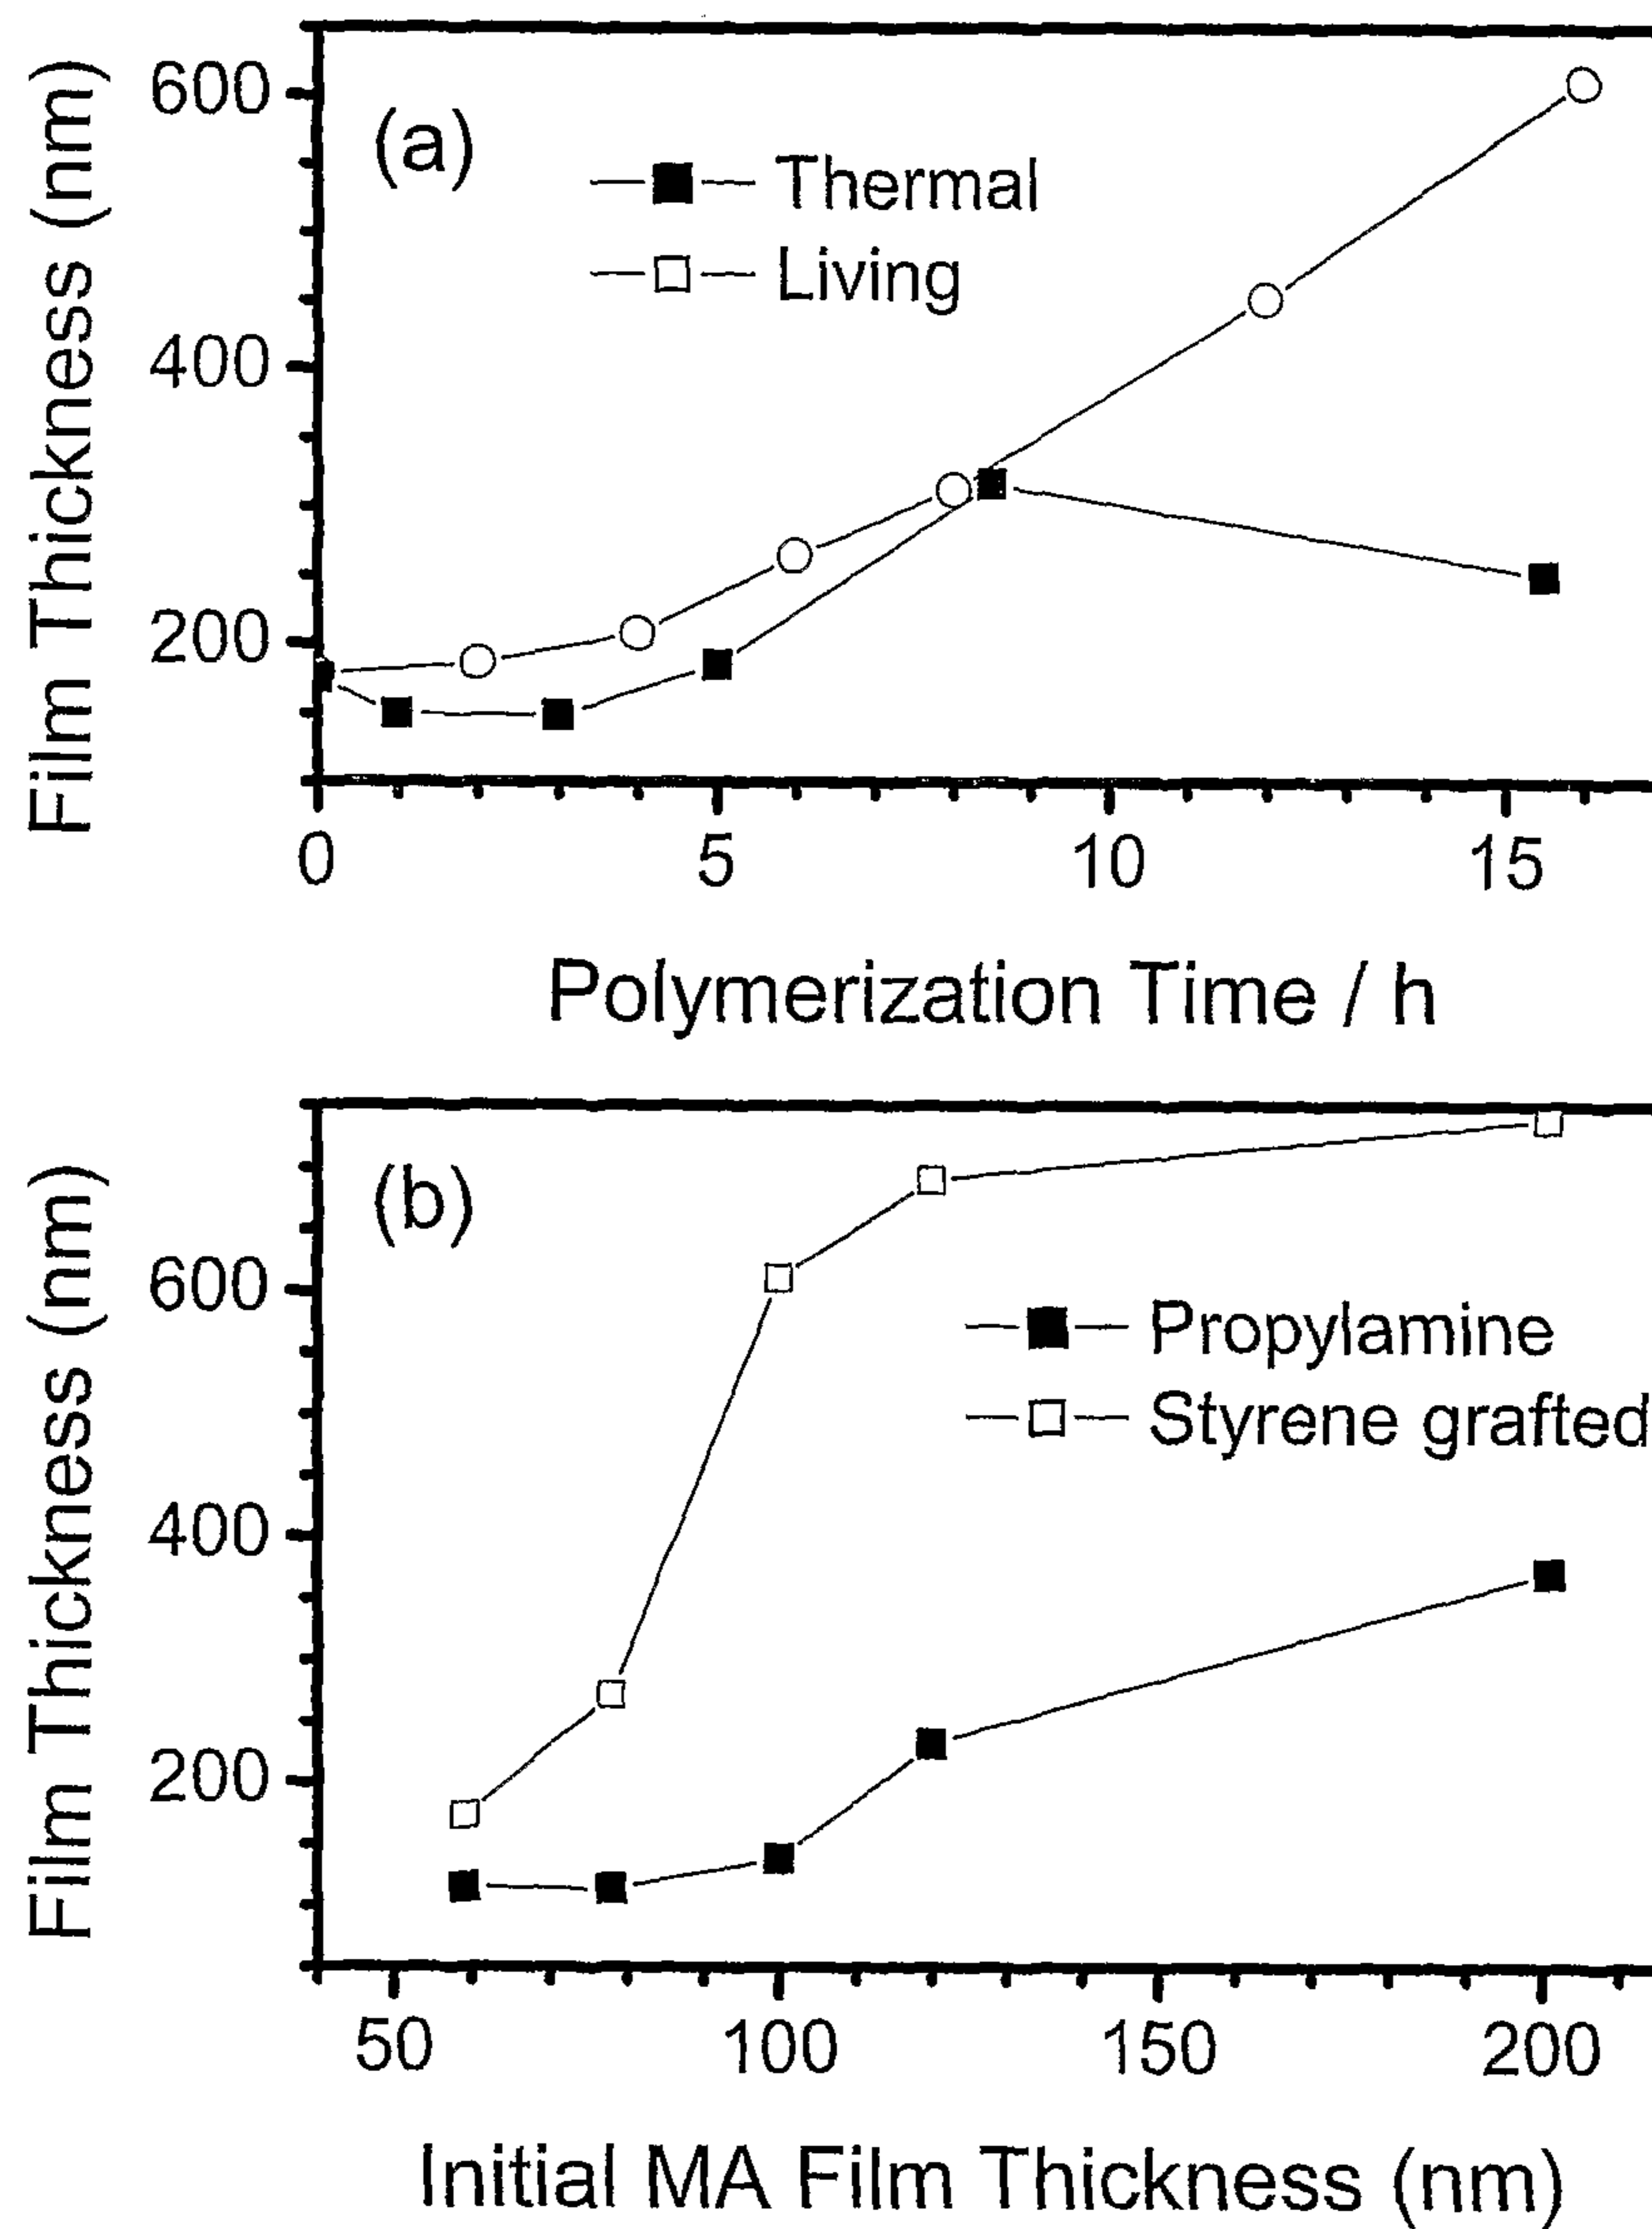 Film Thickness (nm)
600
400
200
(a)
Thermal
Living
0 5 10 15
Polymerization Time / h
Film Thickness (nm)
600
400
200
(b)
Propylamine
Styrene grafted
50 100 150 200
Initial MA Film Thickness (nm)